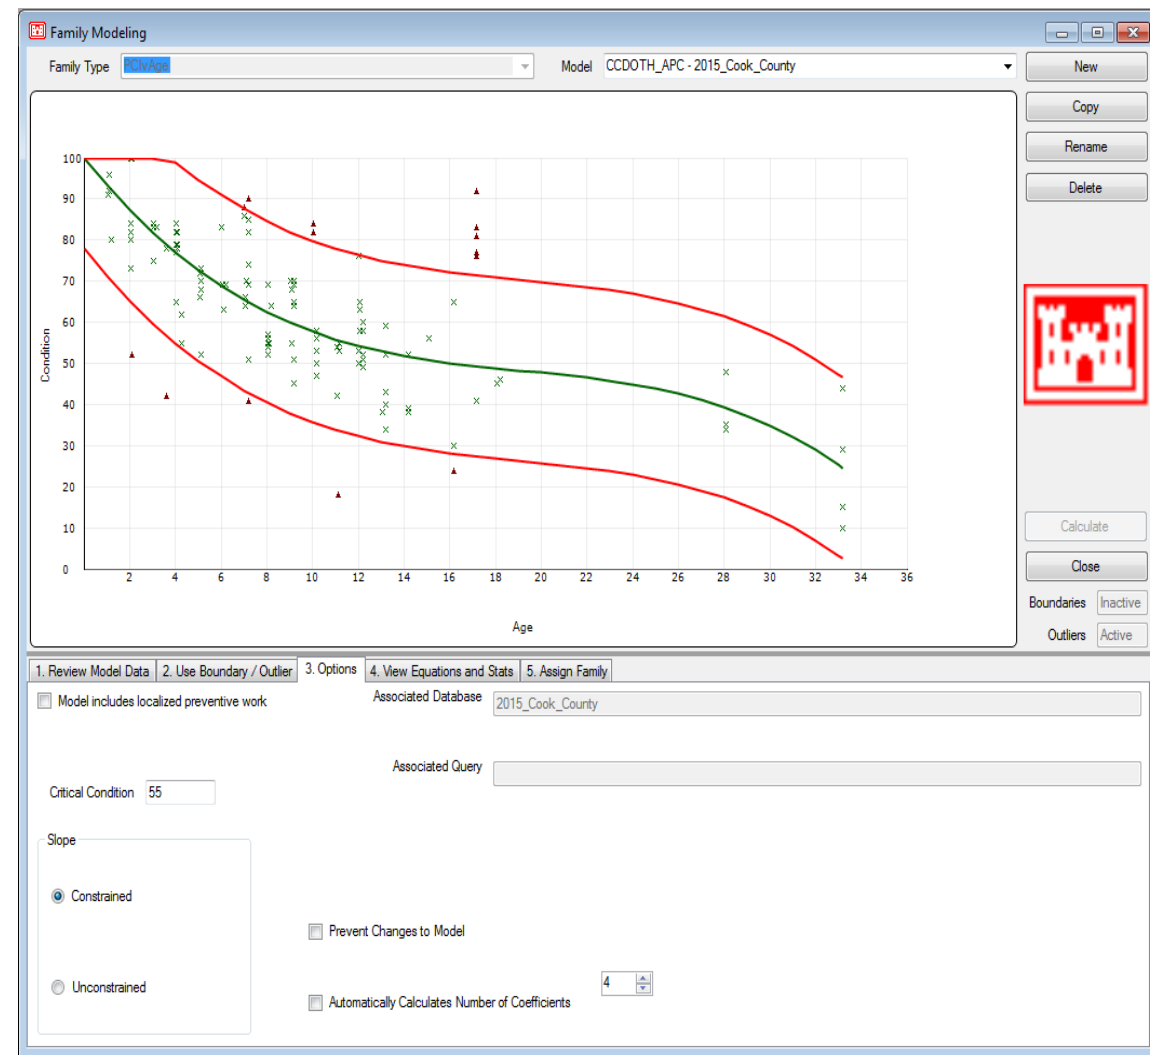 Family Modeling
Family Type PCIvAge Model CCDOTH_APC - 2015_Cook_County New
Copy
Rename
Delete
100
90
80
70
60
50
40
30
20
10
0
Condition
2 4 6 8 10 12 14 16 18 20 22 24 26 28 30 32 34 36
Age
Calculate
Close
Boundaries Inactive
Outliers Active
1. Review Model Data 2. Use Boundary / Outlier 3. Options 4. View Equations and Stats 5. Assign Family
Model includes localized preventive work Associated Database 2015_Cook_County
Associated Query
Critical Condition 55
Slope
Constrained
Prevent Changes to Model
Unconstrained
Automatically Calculates Number of Coefficients 4